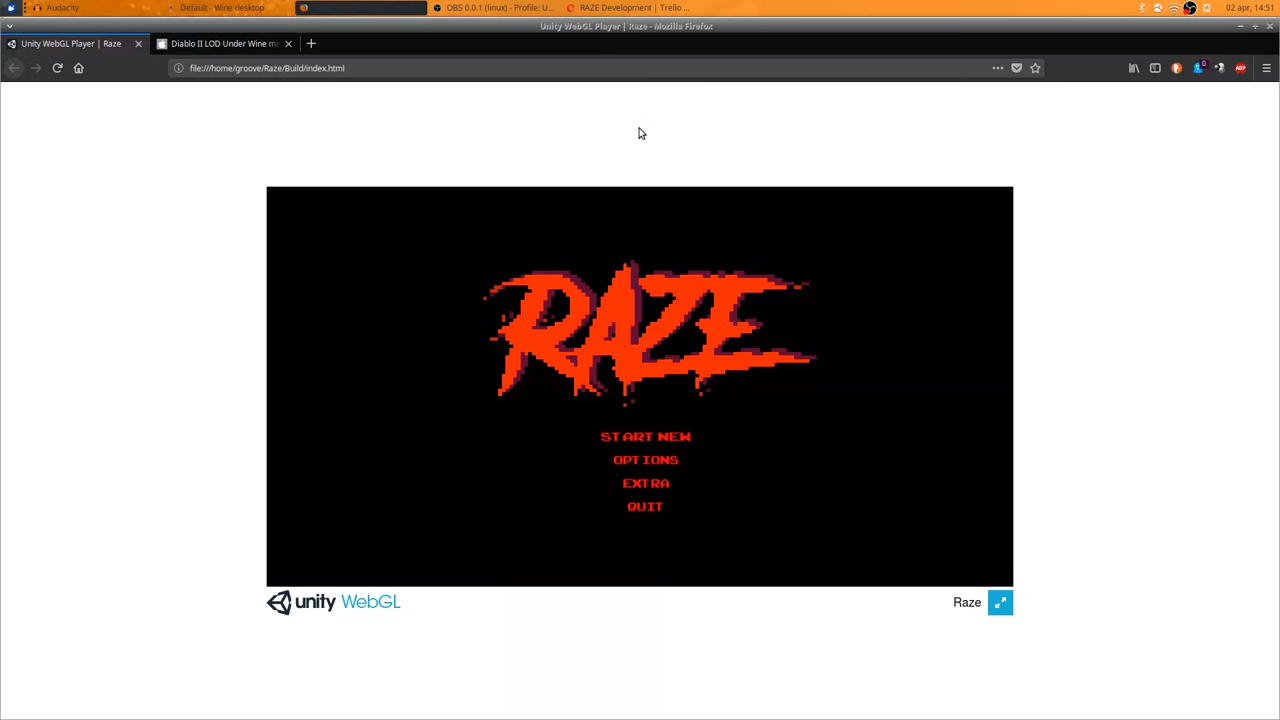 Audacity
Default - Wine desktop
OBS 0.0.1 (linux) - Profile: U...
RAZE Development | Trello ...
02 apr, 14:51
Unity WebGL Player | Raze - Mozilla Firefox
Unity WebGL Player | Raze
Diablo II LOD Under Wine m
file:///home/groove/Raze/Build/index.html
0
ABP
RAZE
START NEW
OPTIONS
EXTRA
QUIT
unity WebGL
Raze